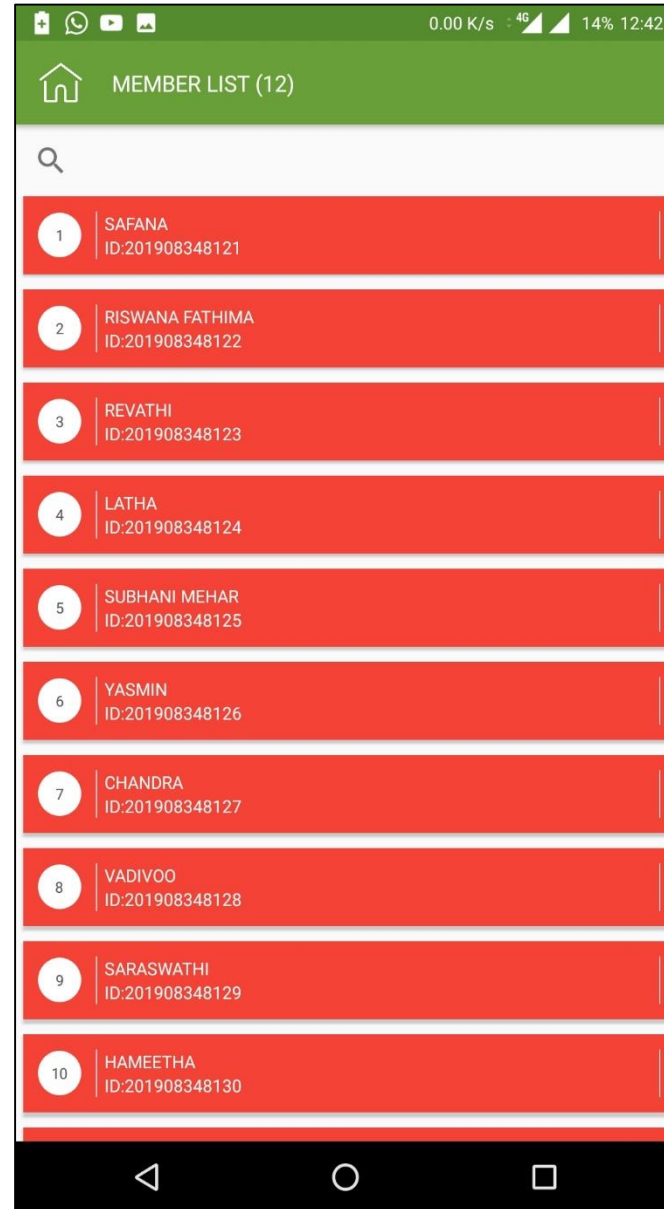 0.00 K/s 4G 14% 12:42
MEMBER LIST (12)
1
SAFANA
ID:201908348121
2
RISWANA FATHIMA
ID:201908348122
3
REVATHI
ID:201908348123
4
LATHA
ID:201908348124
5
SUBHANI MEHAR
ID:201908348125
6
YASMIN
ID:201908348126
7
CHANDRA
ID:201908348127
8
VADIVOO
ID:201908348128
9
SARASWATHI
ID:201908348129
10
HAMEETHA
ID:201908348130